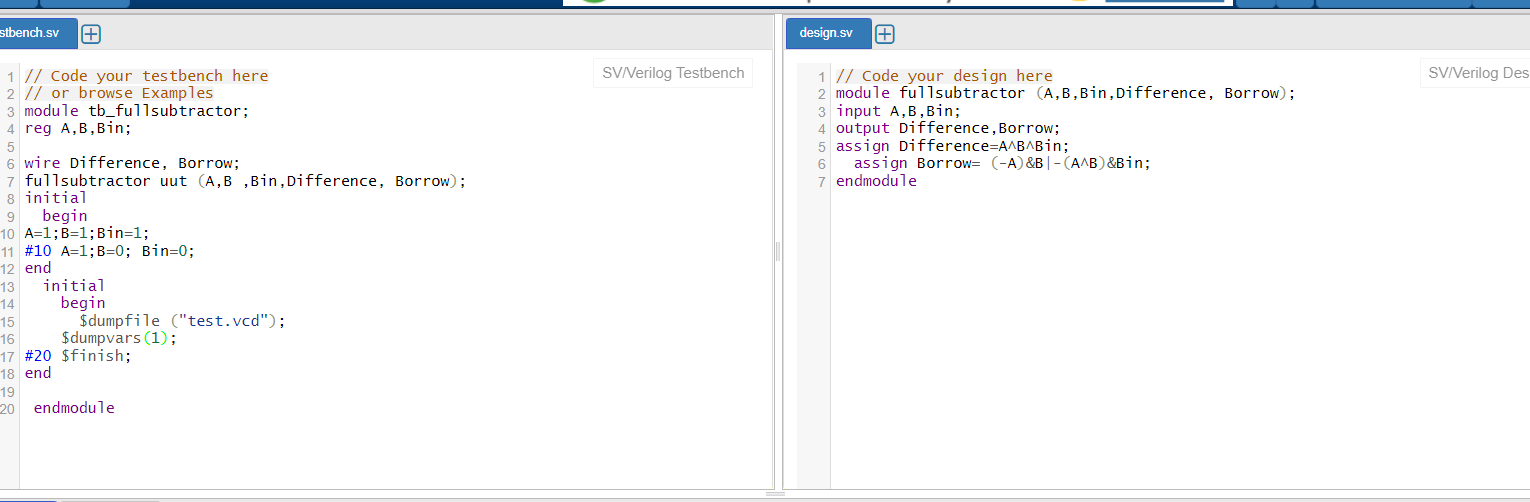 stbench.sv
SV/Verilog Testbench
1 // Code your testbench here
2 // or browse Examples
3 module tb_fullsubtractor;
4 reg A,B,Bin;
5
6 wire Difference, Borrow;
7 fullsubtractor uut (A,B ,Bin,Difference, Borrow);
8 initial
9 begin
10 A=1;B=1;Bin=1;
11 #10 A=1;B=0; Bin=0;
12 end
13 initial
14 begin
15 $dumpfile ("test.vcd");
16 $dumpvars(1);
17 #20 $finish;
18 end
19
20 endmodule
design.sv
SV/Verilog Des
1 // Code your design here
2 module fullsubtractor (A,B,Bin,Difference, Borrow);
3 input A,B,Bin;
4 output Difference,Borrow;
5 assign Difference=A^B^Bin;
6 assign Borrow= (-A)&B|-(A^B)&Bin;
7 endmodule